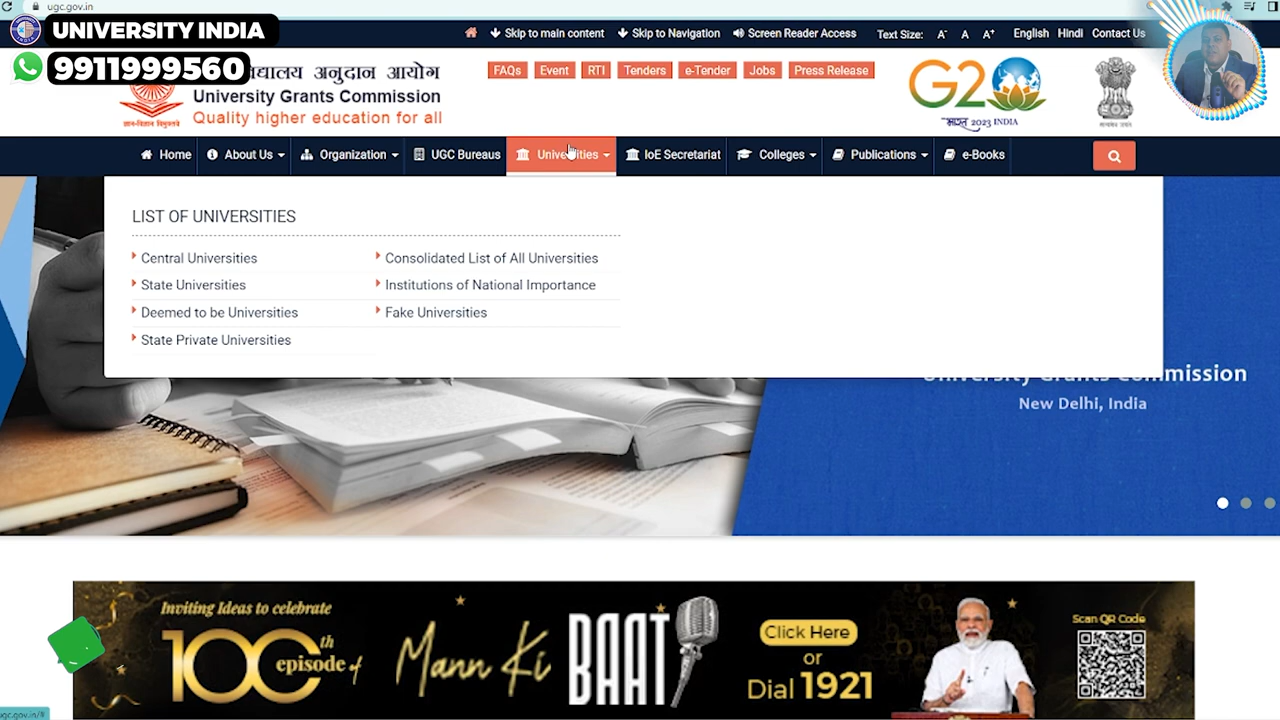 ugc.gov.in
UNIVERSITY INDIA
9911999560
Skip to main content
Skip to Navigation
Screen Reader Access
Text Size: A- A A+
English
Hindi
Contact Us
अनुदान आयोग
University Grants Commission
Quality higher education for all
ज्ञान-विज्ञान विमुक्तये
FAQs
Event
RTI
Tenders
e-Tender
Jobs
Press Release
G20
भारत 2023 INDIA
Home
About Us
Organization
UGC Bureaus
Universities
IoE Secretariat
Colleges
Publications
e-Books
LIST OF UNIVERSITIES
Central Universities
Consolidated List of All Universities
State Universities
Institutions of National Importance
Deemed to be Universities
Fake Universities
State Private Universities
University Grants Commission
New Delhi, India
Inviting Ideas to celebrate
100th episode of
Mann Ki BAAT
Click Here
or
Dial 1921
Scan QR Code
ugc.gov.in/#